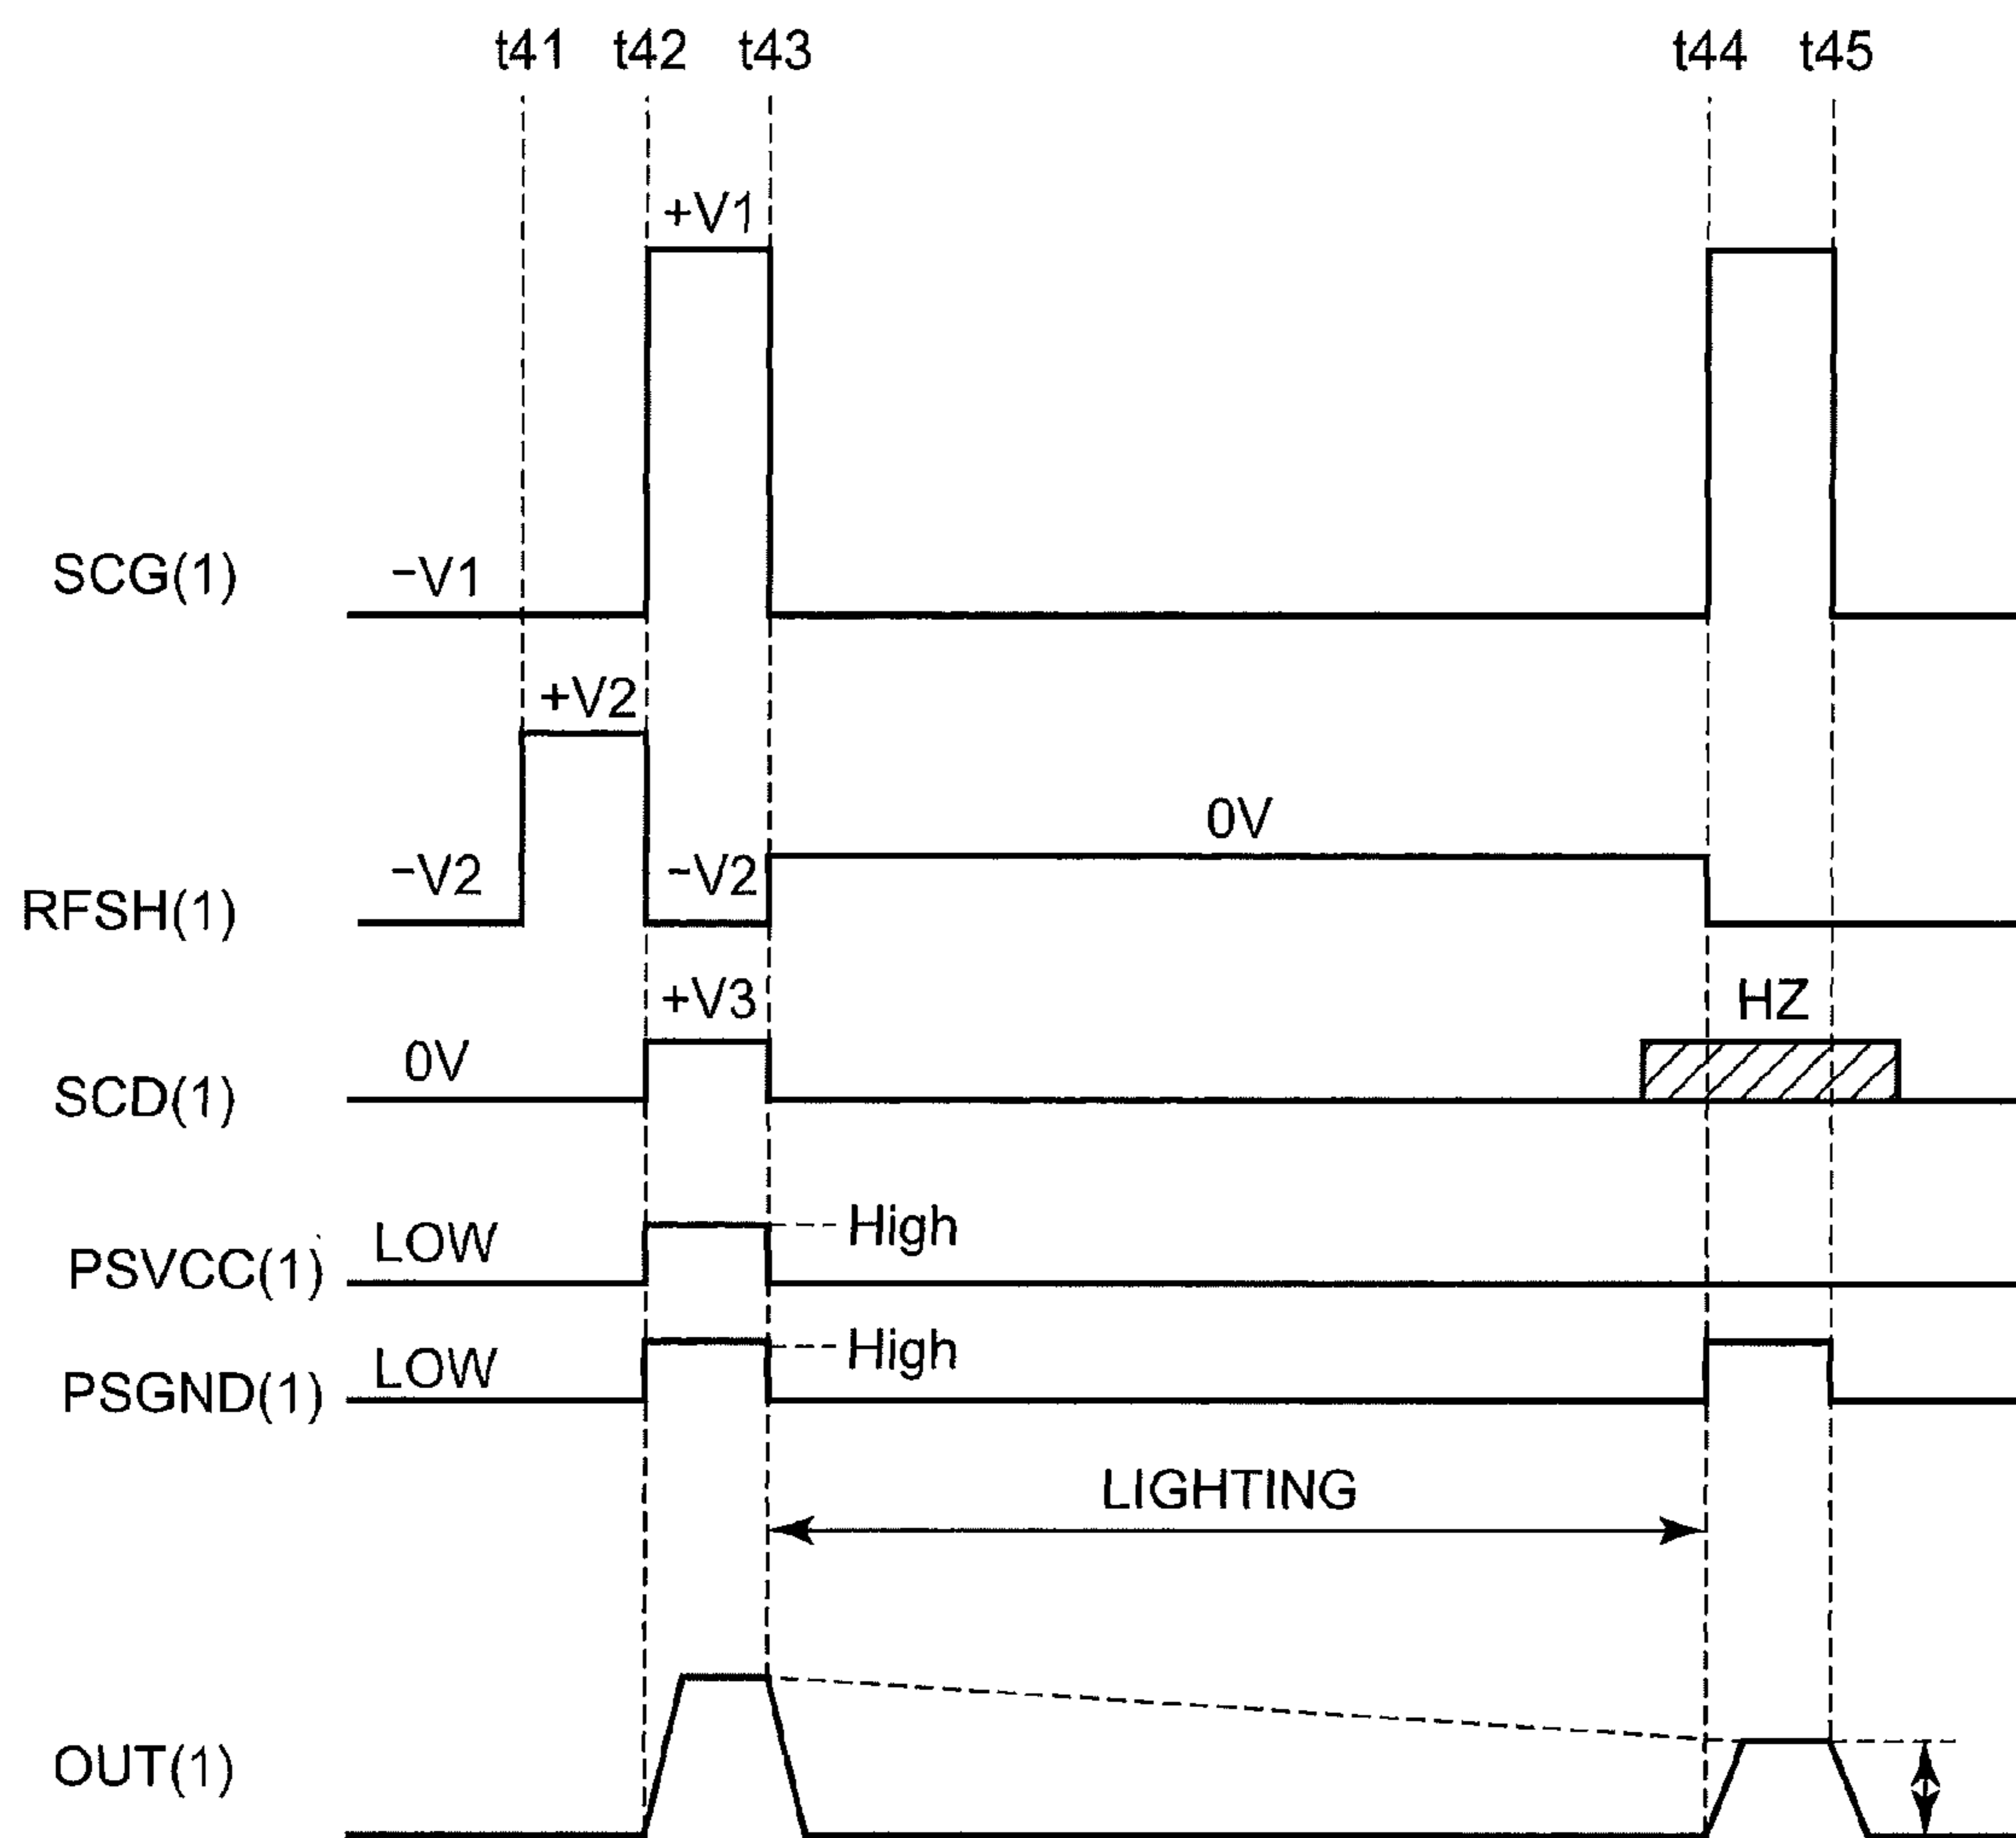 t41 t42 t43 t44 t45
+V1
SCG(1) −V1
+V2
0V
−V2 −V2
RFSH(1)
+V3 HZ
0V
SCD(1)
LOW High
PSVCC(1)
LOW High
PSGND(1)
LIGHTING
OUT(1)